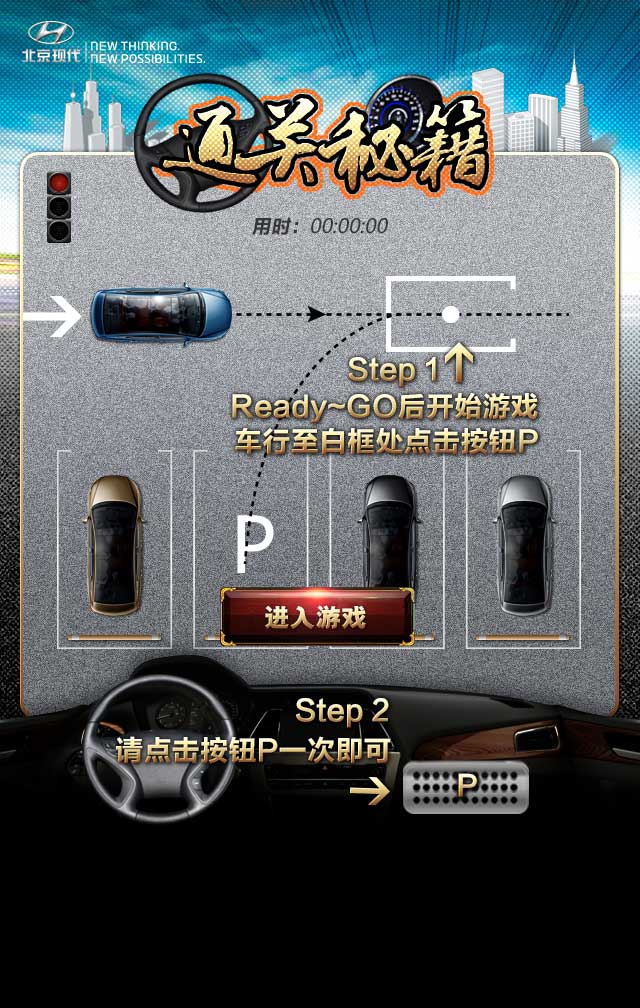 北京现代
NEW THINKING.
NEW POSSIBILITIES.
通关秘籍
用时：00:00:00
Step 1
Ready~GO后开始游戏
车行至白框处点击按钮P
P
进入游戏
Step 2
请点击按钮P一次即可
P